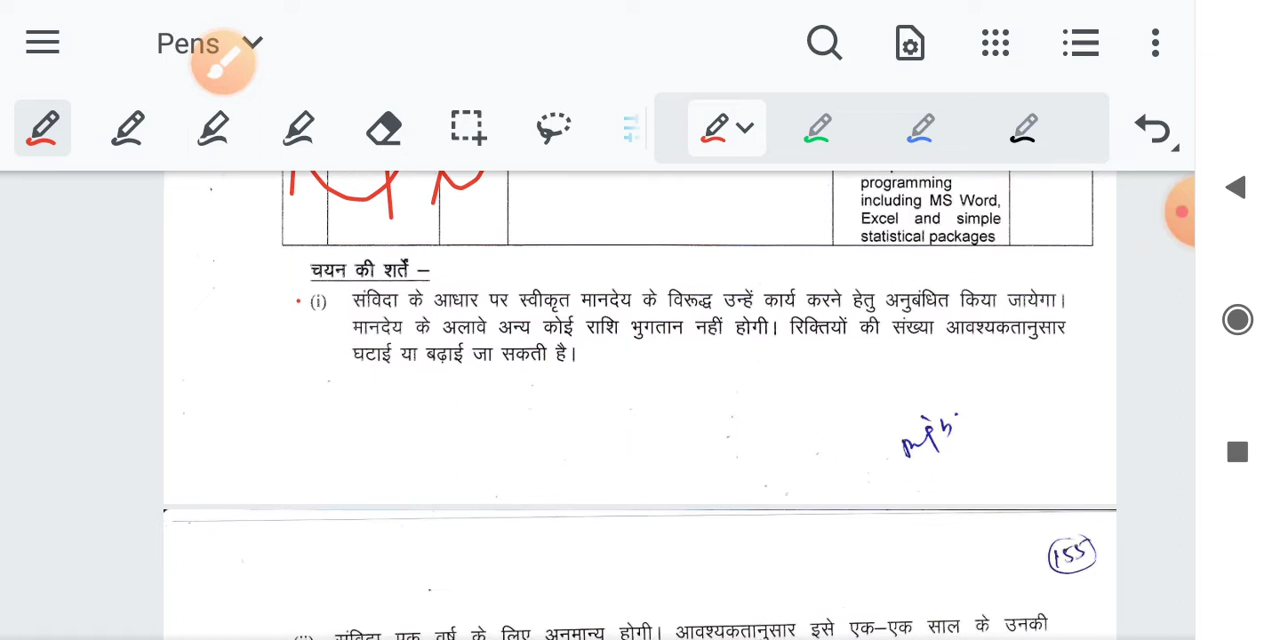 Pens
programming
including MS Word,
Excel and simple
statistical packages
चयन की शर्तें –
(i) संविदा के आधार पर स्वीकृत मानदेय के विरूद्ध उन्हें कार्य करने हेतु अनुबंधित किया जायेगा।
मानदेय के अलावे अन्य कोई राशि भुगतान नहीं होगी। रिक्तियों की संख्या आवश्यकतानुसार
घटाई या बढ़ाई जा सकती है।
155
संविदा एक वर्ष के लिए अनुमान्य होगी। आवश्यकतानुसार इसे एक–एक साल के उनकी